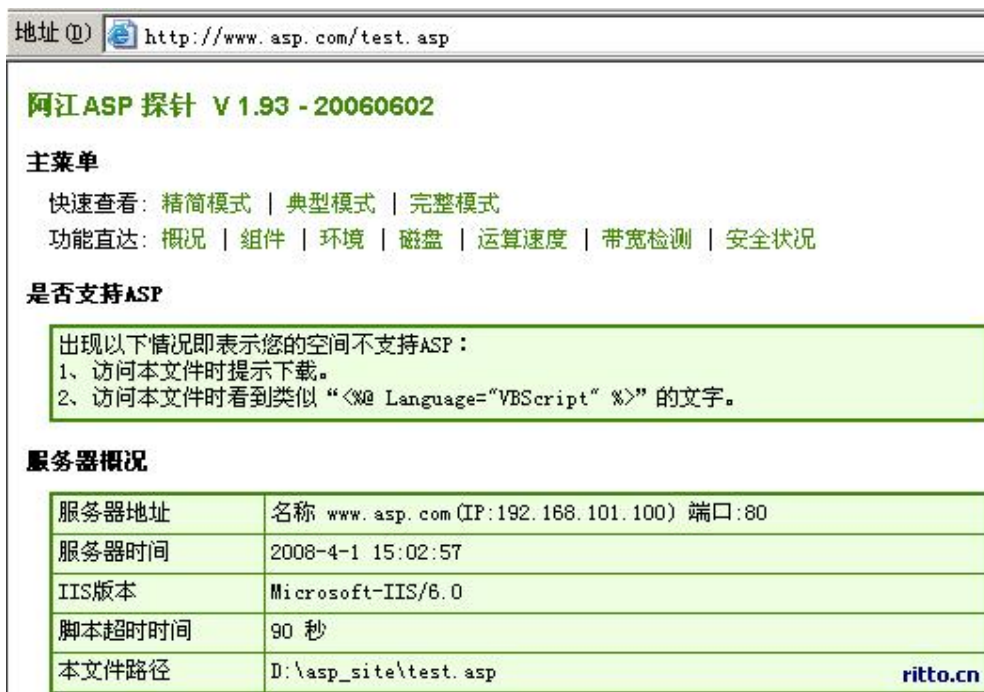 地址(D) http://www.asp.com/test.asp
阿江ASP 探针 V 1.93 - 20060602
主菜单
快速查看: 精简模式 | 典型模式 | 完整模式
功能直达: 概况 | 组件 | 环境 | 磁盘 | 运算速度 | 带宽检测 | 安全状况
是否支持ASP
出现以下情况即表示您的空间不支持ASP：
1、访问本文件时提示下载。
2、访问本文件时看到类似“<%@ Language="VBScript" %>”的文字。
服务器概况
服务器地址 名称 www.asp.com(IP:192.168.101.100) 端口:80
服务器时间 2008-4-1 15:02:57
IIS版本 Microsoft-IIS/6.0
脚本超时时间 90 秒
本文件路径 D:\asp_site\test.asp
ritto.cn